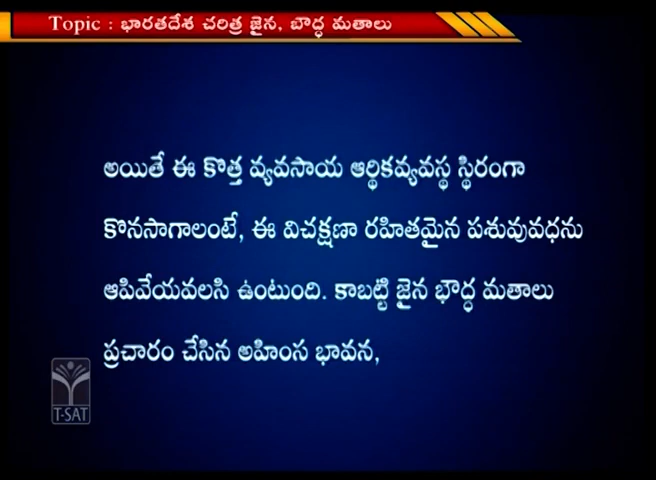 Topic : భారతదేశ చరిత్ర జైన, బౌద్ధ మతాలు
అయితే ఈ కొత్త వ్యవసాయ ఆర్థికవ్యవస్థ స్థిరంగా
కొనసాగాలంటే, ఈ విచక్షణా రహితమైన పశువువధను
ఆపివేయవలసి ఉంటుంది. కాబట్టి జైన భౌద్ధ మతాలు
ప్రచారం చేసిన అహింస భావన,
T-SAT